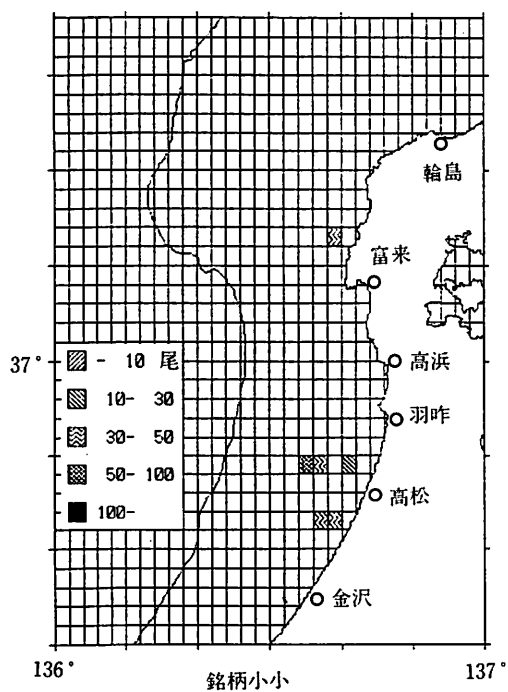 輪島
富来
37°
- 10 尾
高浜
10- 30
羽咋
30- 50
50- 100
高松
100-
金沢
136°
137°
銘柄小小